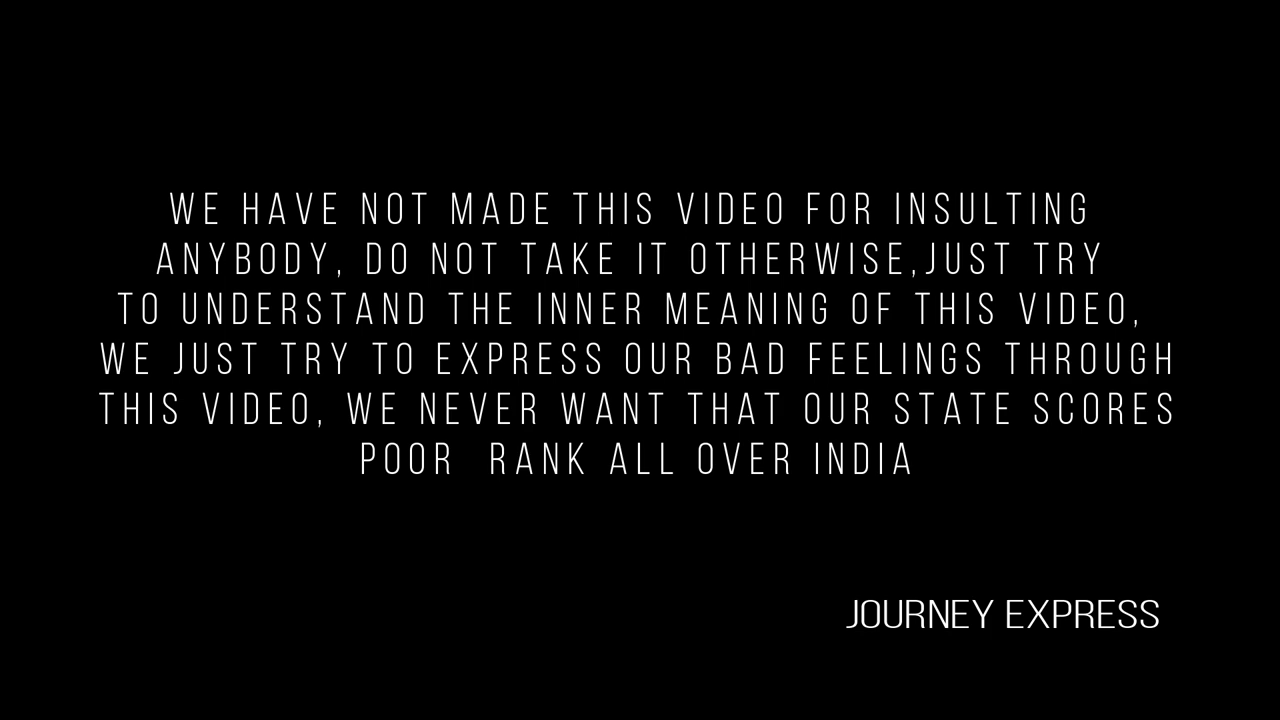 WE HAVE NOT MADE THIS VIDEO FOR INSULTING
ANYBODY, DO NOT TAKE IT OTHERWISE,JUST TRY
TO UNDERSTAND THE INNER MEANING OF THIS VIDEO,
WE JUST TRY TO EXPRESS OUR BAD FEELINGS THROUGH
THIS VIDEO, WE NEVER WANT THAT OUR STATE SCORES
POOR  RANK ALL OVER INDIA
JOURNEY EXPRESS